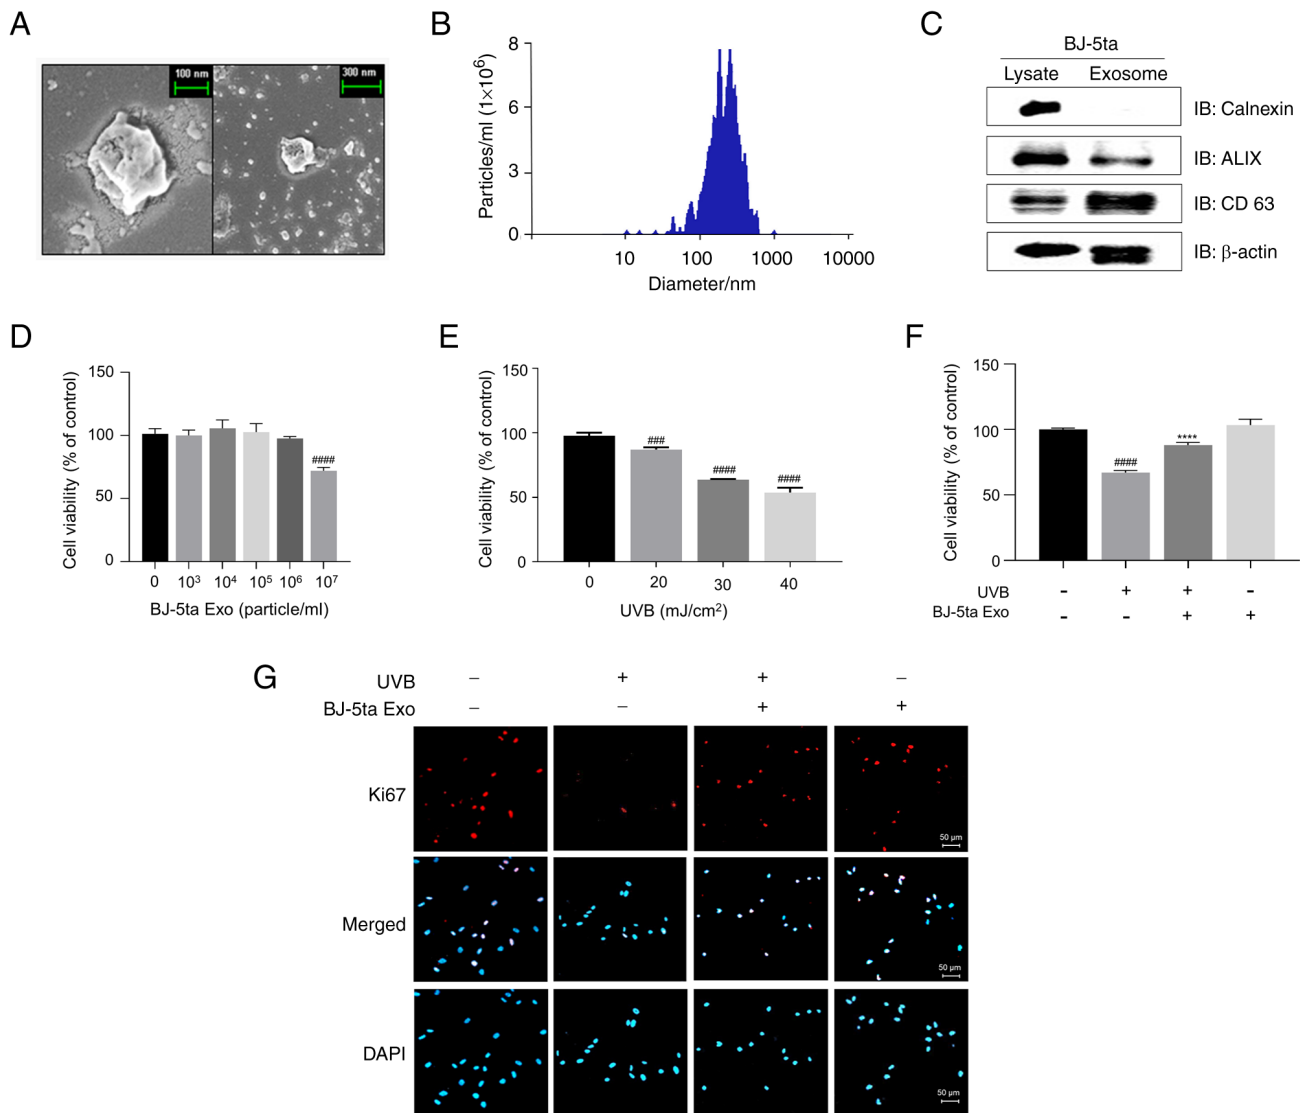 A
100 nm
300 nm
B
Particles/ml (1×10⁶)
8
6
3
0
10 100 1000 10000
Diameter/nm
C
BJ-5ta
Lysate Exosome
IB: Calnexin
IB: ALIX
IB: CD 63
IB: β-actin
D
Cell viability (% of control)
150
100
50
0
####
0 10³ 10⁴ 10⁵ 10⁶ 10⁷
BJ-5ta Exo (particle/ml)
E
Cell viability (% of control)
150
100
50
0
###
####
####
0 20 30 40
UVB (mJ/cm²)
F
Cell viability (% of control)
150
100
50
0
####
****
UVB - + + -
BJ-5ta Exo - - + +
G
UVB – + + –
BJ-5ta Exo – – + +
Ki67
50 µm
Merged
50 µm
DAPI
50 µm